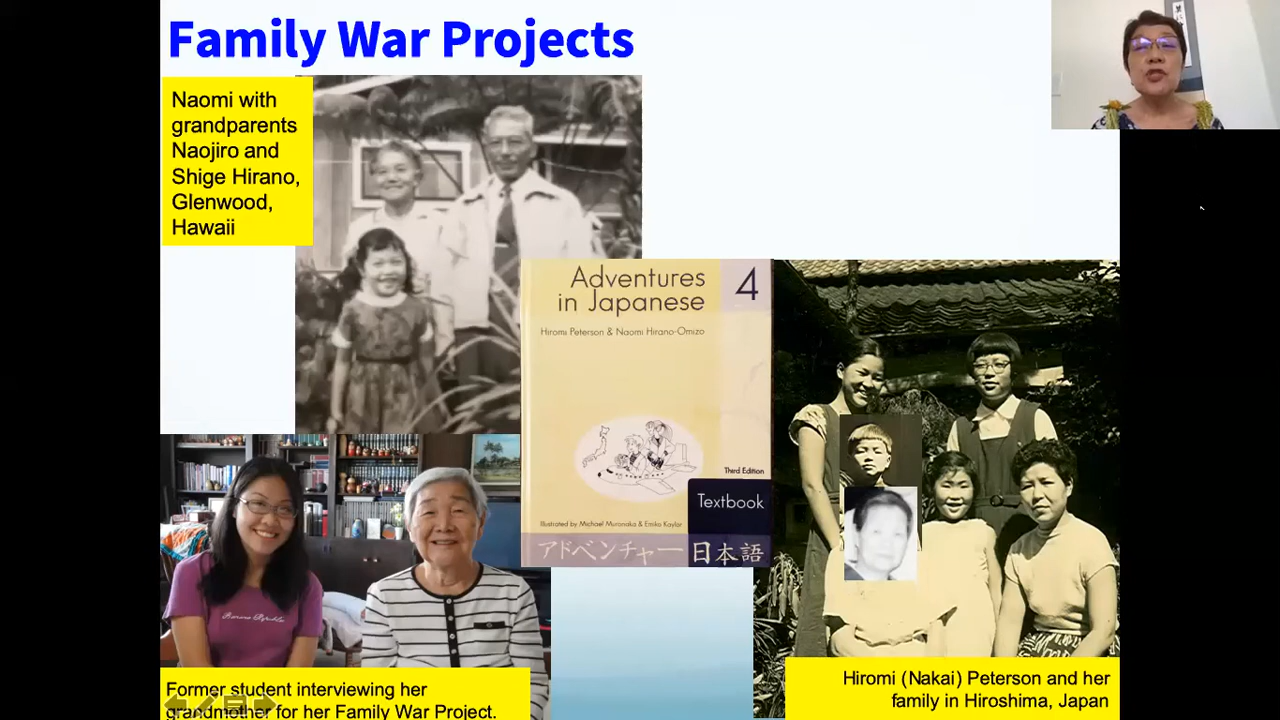 Family War Projects
Naomi with
grandparents
Naojiro and
Shige Hirano,
Glenwood,
Hawaii
Adventures
in Japanese
4
Hiromi Peterson & Naomi Hirano-Omizo
Third Edition
Textbook
Illustrated by Michael Muronaka & Emiko Kaylor
アドベンチャー日本語
Former student interviewing her
grandmother for her Family War Project.
Hiromi (Nakai) Peterson and her
family in Hiroshima, Japan